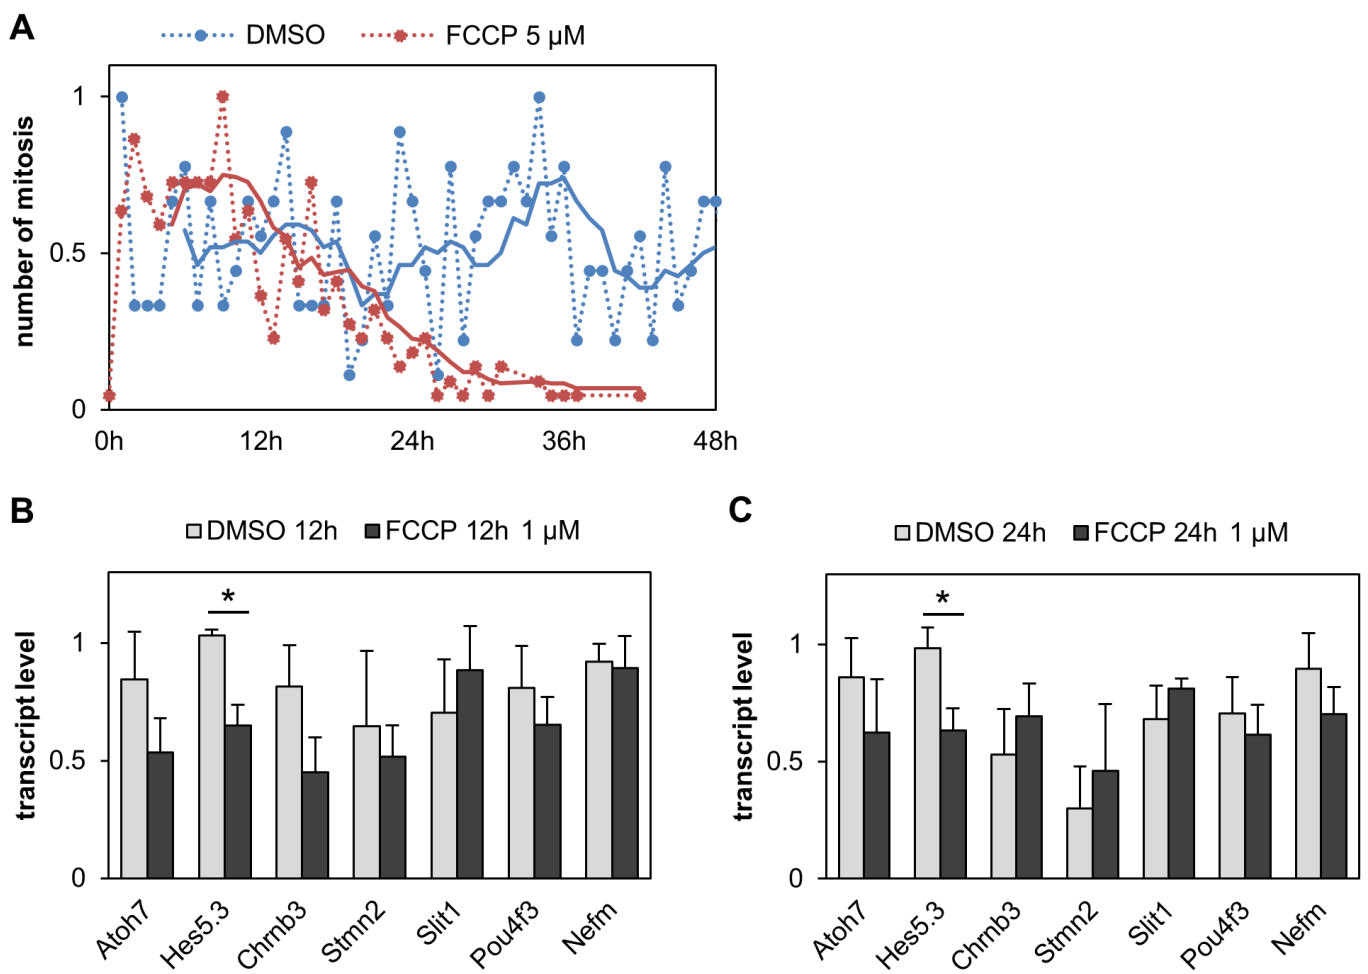 A
DMSO FCCP 5 µM
number of mitosis
1
0.5
0
0h 12h 24h 36h 48h
B
DMSO 12h FCCP 12h 1 µM
transcript level
*
1
0.5
0
Atoh7 Hes5.3 Chrnb3 Stmn2 Slit1 Pou4f3 Nefm
C
DMSO 24h FCCP 24h 1 µM
transcript level
*
1
0.5
0
Atoh7 Hes5.3 Chrnb3 Stmn2 Slit1 Pou4f3 Nefm